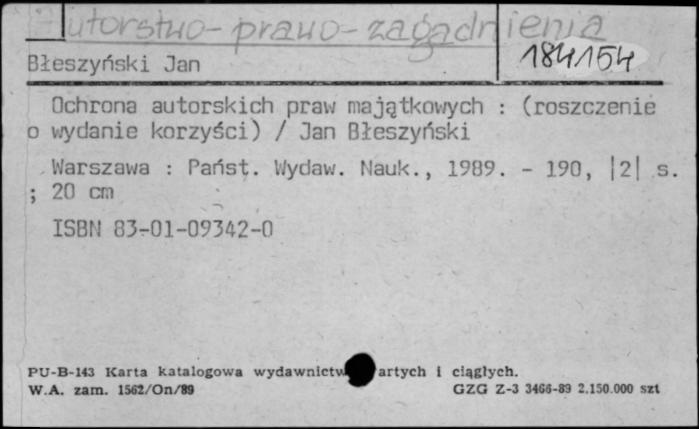 Autorstwo-prawo-zagadnienia
Błeszyński Jan 184154
Ochrona autorskich praw majątkowych : (roszczenie
o wydanie korzyści) / Jan Błeszyński
Warszawa : Państ. Wydaw. Nauk., 1989. - 190, |2| s.
; 20 cm
ISBN 83-01-09342-0
PU-B-143 Karta katalogowa wydawnictw artych i ciągłych.
W.A. zam. 1562/On/89 GZG Z-3 3466-89 2.150.000 szt